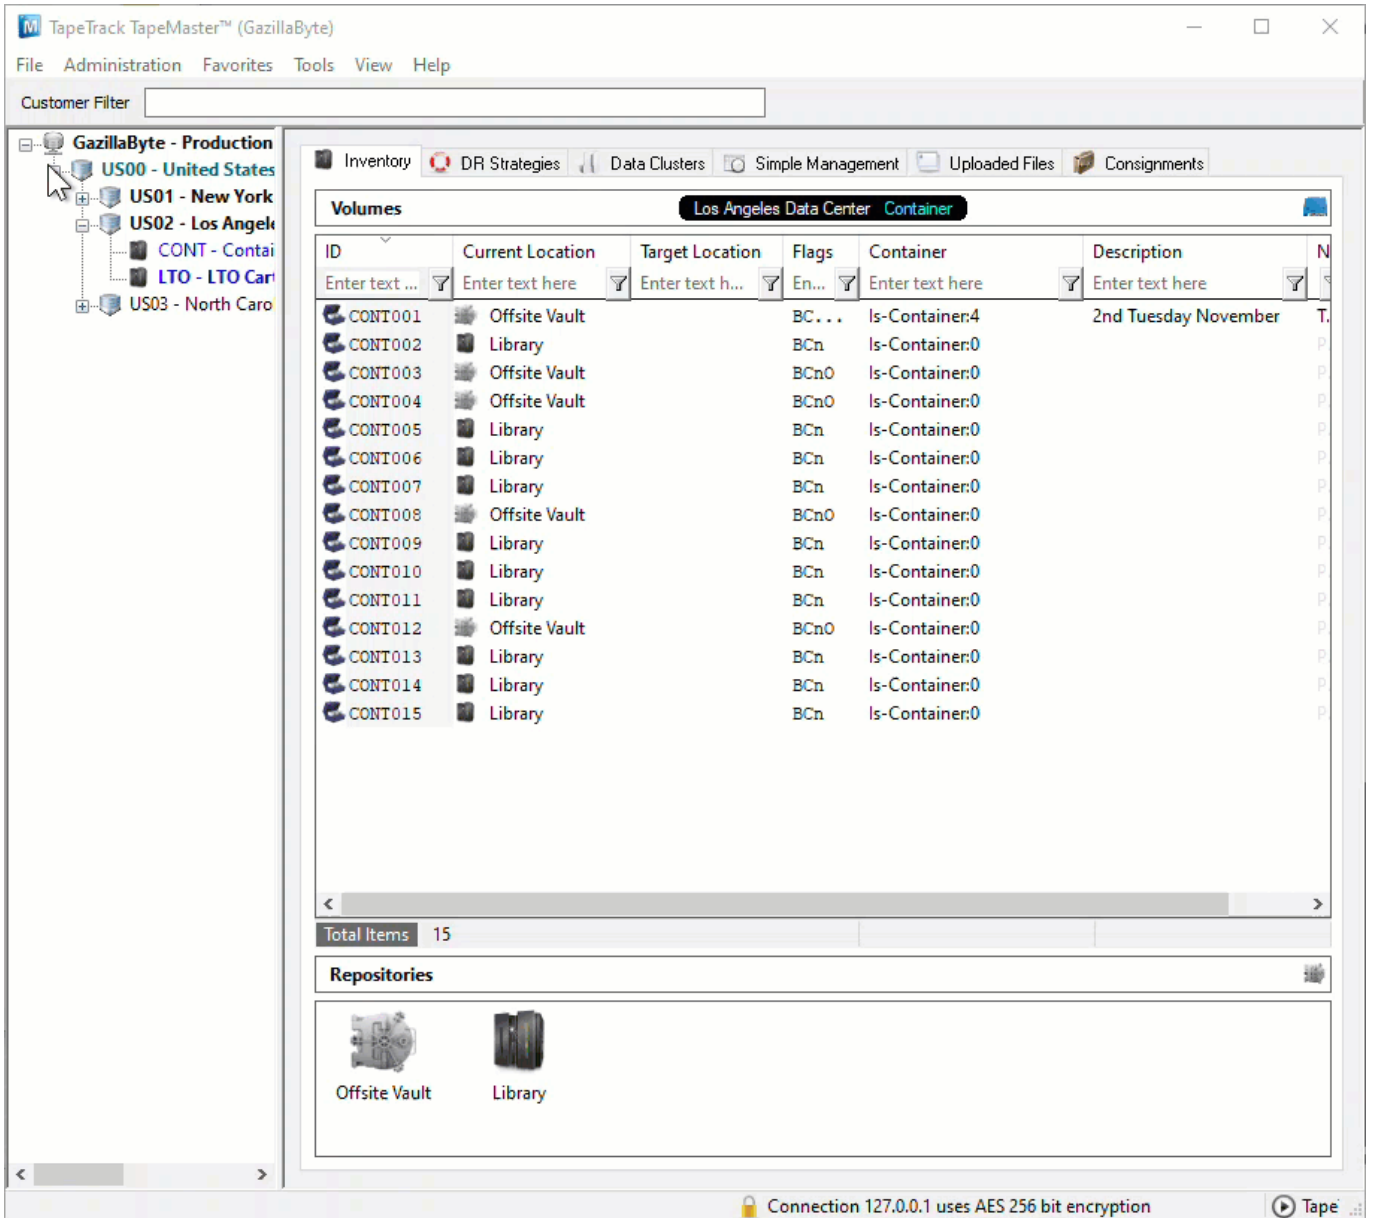 TapeTrack TapeMaster™ (GazillaByte)
File Administration Favorites Tools View Help
Customer Filter
GazillaByte - Production
US00 - United States
US01 - New York
US02 - Los Angele
CONT - Contai
LTO - LTO Cart
US03 - North Caro
Inventory DR Strategies Data Clusters Simple Management Uploaded Files Consignments
Volumes Los Angeles Data Center Container
ID Current Location Target Location Flags Container Description N
Enter text ... Enter text here Enter text h... En... Enter text here Enter text here
CONT001 Offsite Vault BC... Is-Container:4 2nd Tuesday November T.
CONT002 Library BCn Is-Container:0 P.
CONT003 Offsite Vault BCnO Is-Container:0 P.
CONT004 Offsite Vault BCnO Is-Container:0 P.
CONT005 Library BCn Is-Container:0 P.
CONT006 Library BCn Is-Container:0 P.
CONT007 Library BCn Is-Container:0 P.
CONT008 Offsite Vault BCnO Is-Container:0 P.
CONT009 Library BCn Is-Container:0 P.
CONT010 Library BCn Is-Container:0 P.
CONT011 Library BCn Is-Container:0 P.
CONT012 Offsite Vault BCnO Is-Container:0 P.
CONT013 Library BCn Is-Container:0 P.
CONT014 Library BCn Is-Container:0 P.
CONT015 Library BCn Is-Container:0 P.
Total Items 15
Repositories
Offsite Vault Library
Connection 127.0.0.1 uses AES 256 bit encryption Tape